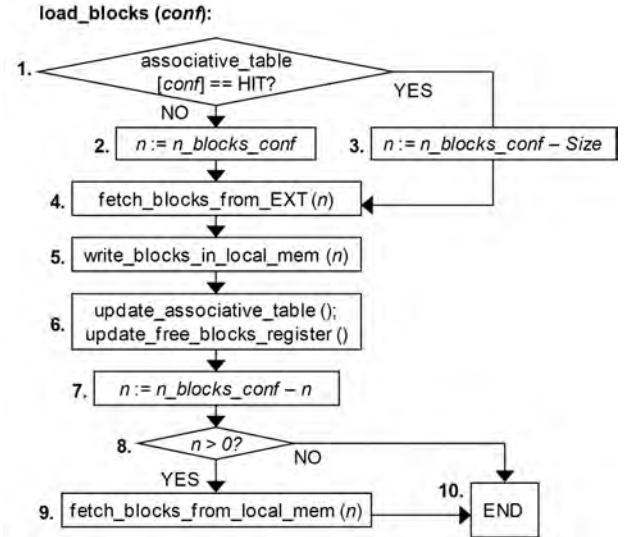 load_blocks (conf):
1.
associative_table
[conf] == HIT?
YES
NO
2.
n := n_blocks_conf
3.
n := n_blocks_conf – Size
4.
fetch_blocks_from_EXT (n)
5.
write_blocks_in_local_mem (n)
6.
update_associative_table ();
update_free_blocks_register ()
7.
n := n_blocks_conf – n
8.
n > 0?
NO
YES
9.
fetch_blocks_from_local_mem (n)
10.
END